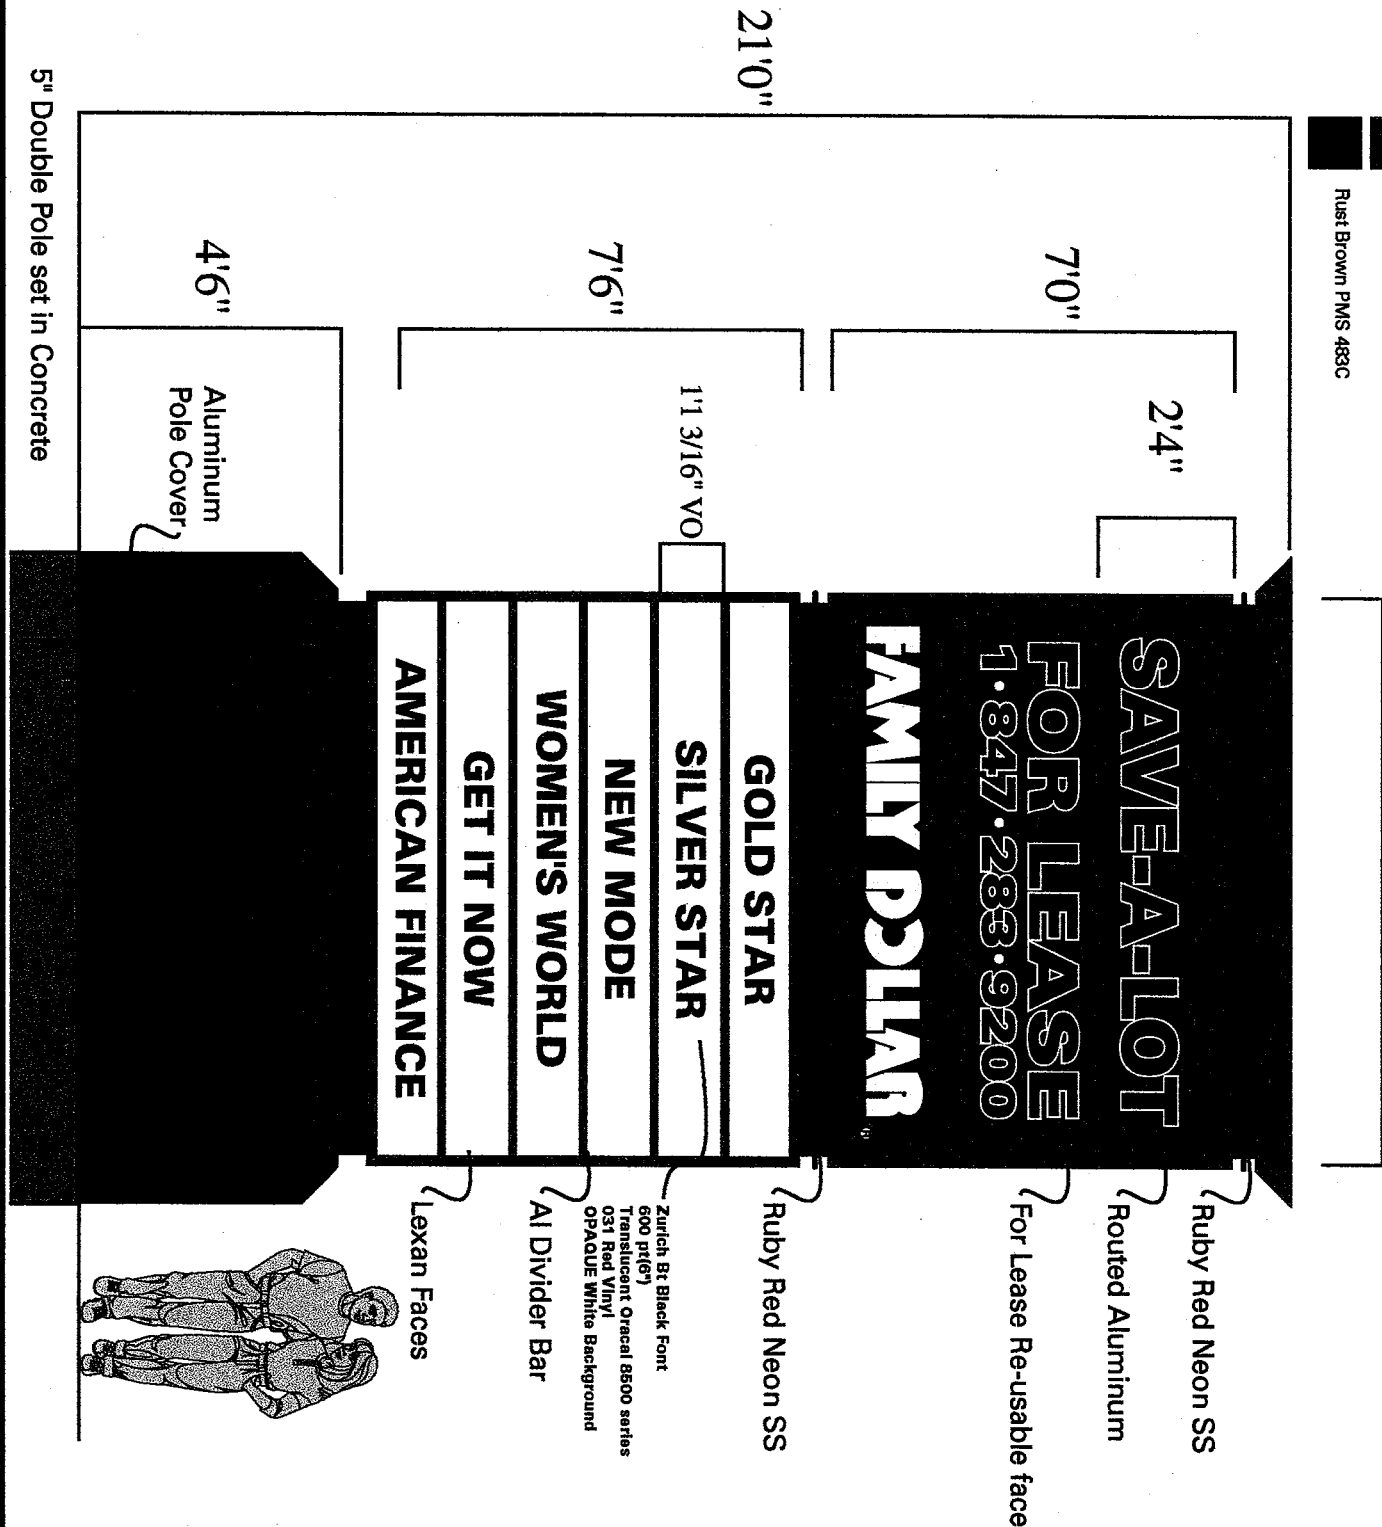 Rust Brown PMS 483C
21'0"
7'0"
2'4"
7'6"
1'1 3/16" VO
4'6"
Aluminum
Pole Cover
5" Double Pole set in Concrete
SAVE-A-LOT
FOR LEASE
1·847·283·9200
FAMILY DOLLAR®
GOLD STAR
SILVER STAR
NEW MODE
WOMEN'S WORLD
GET IT NOW
AMERICAN FINANCE
Ruby Red Neon SS
Routed Aluminum
For Lease Re-usable face
Ruby Red Neon SS
Zurich Bt Black Font
600 pt(6")
Translucent Oracal 8500 series
031 Red Vinyl
OPAQUE White Background
Al Divider Bar
Lexan Faces